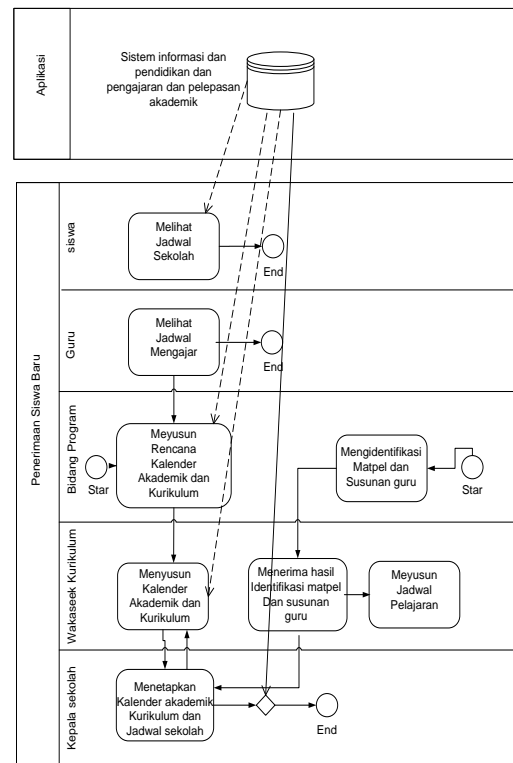 Aplikasi
Sistem informasi dan
pendidikan dan
pengajaran dan pelepasan
akademik
Penerimaan Siswa Baru
siswa
Melihat
Jadwal
Sekolah
End
Guru
Melihat
Jadwal
Mengajar
End
Bidang Program
Star
Meyusun
Rencana
Kalender
Akademik dan
Kurikulum
Mengidentifikasi
Matpel dan
Susunan guru
Star
Wakaseek Kurikulum
Menyusun
Kalender
Akademik dan
Kurikulum
Menerima hasil
Identifikasi matpel
Dan susunan
guru
Meyusun
Jadwal
Pelajaran
Kepala sekolah
Menetapkan
Kalender akademik
Kurikulum dan
Jadwal sekolah
End